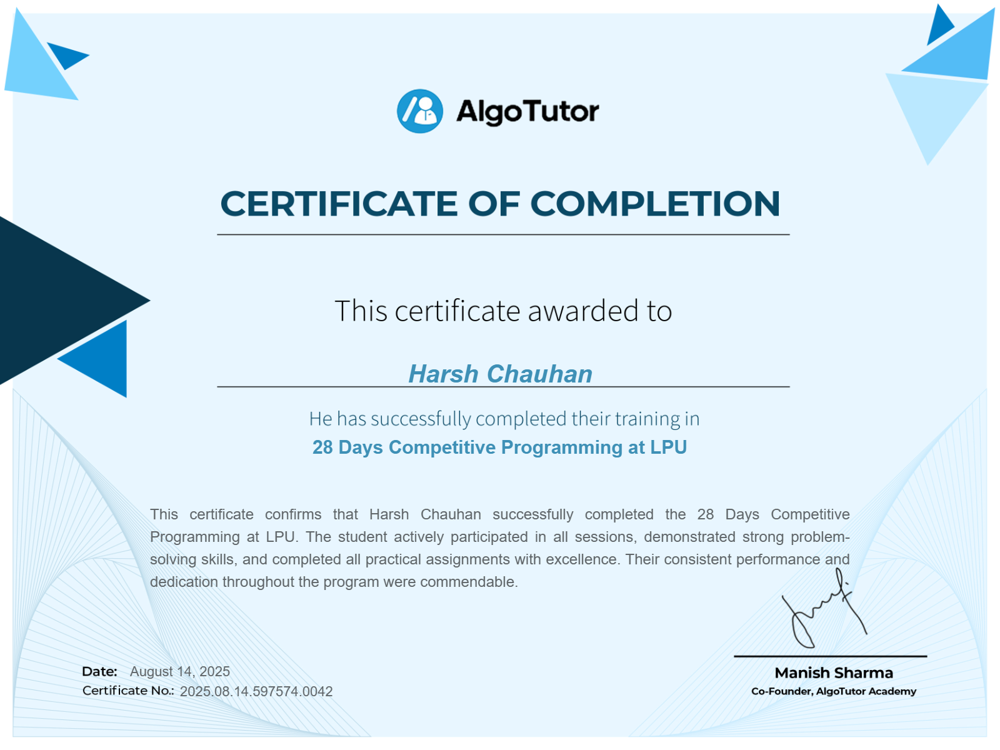 AlgoTutor
CERTIFICATE OF COMPLETION
This certificate awarded to
Harsh Chauhan
He has successfully completed their training in
28 Days Competitive Programming at LPU
This certificate confirms that Harsh Chauhan successfully completed the 28 Days Competitive
Programming at LPU. The student actively participated in all sessions, demonstrated strong problem-
solving skills, and completed all practical assignments with excellence. Their consistent performance and
dedication throughout the program were commendable.
Date: August 14, 2025
Certificate No.: 2025.08.14.597574.0042
Manish Sharma
Co-Founder, AlgoTutor Academy